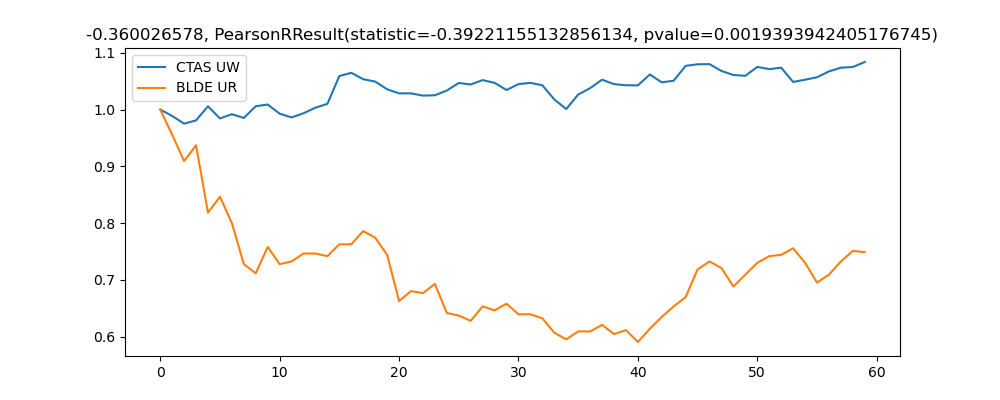 -0.360026578, PearsonRResult(statistic=-0.39221155132856134, pvalue=0.0019393942405176745)
CTAS UW
BLDE UR
1.1
1.0
0.9
0.8
0.7
0.6
0 10 20 30 40 50 60